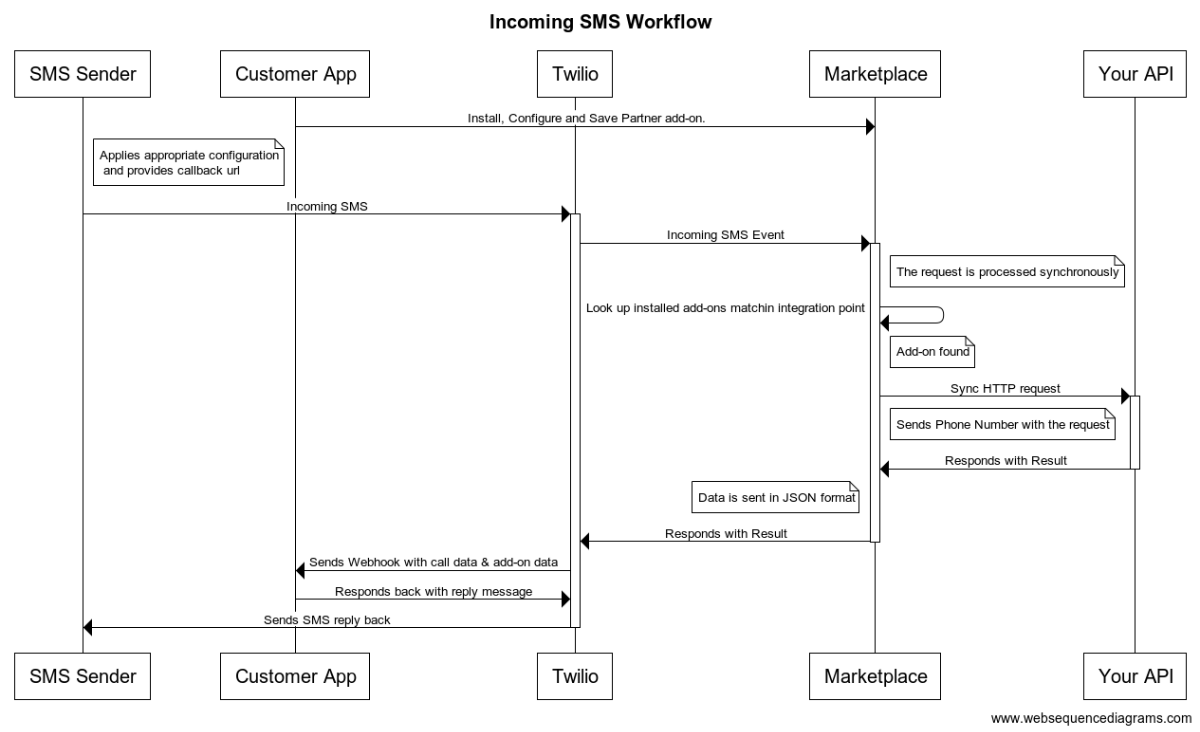 Incoming SMS Workflow
SMS Sender
Customer App
Twilio
Marketplace
Your API
Install, Configure and Save Partner add-on.
Applies appropriate configuration
and provides callback url
Incoming SMS
Incoming SMS Event
The request is processed synchronously
Look up installed add-ons matchin integration point
Add-on found
Sync HTTP request
Sends Phone Number with the request
Responds with Result
Data is sent in JSON format
Responds with Result
Sends Webhook with call data & add-on data
Responds back with reply message
Sends SMS reply back
SMS Sender
Customer App
Twilio
Marketplace
Your API
www.websequencediagrams.com